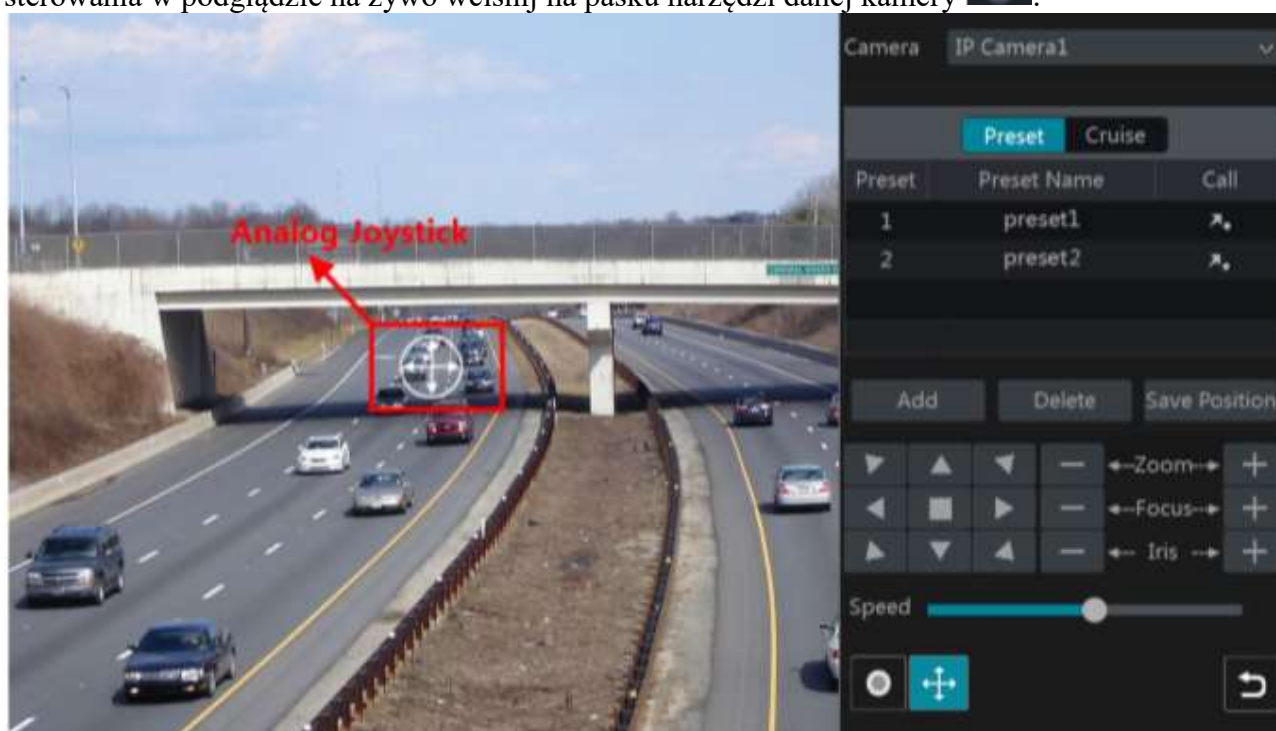 sterowania w podglądzie na żywo wciśnij na pasku narzędzi danej kamery .
Camera IP Camera1
Preset Cruise
Preset Preset Name Call
1 preset1
2 preset2
Analog Joystick
Add Delete Save Position
Zoom
Focus
Iris
Speed